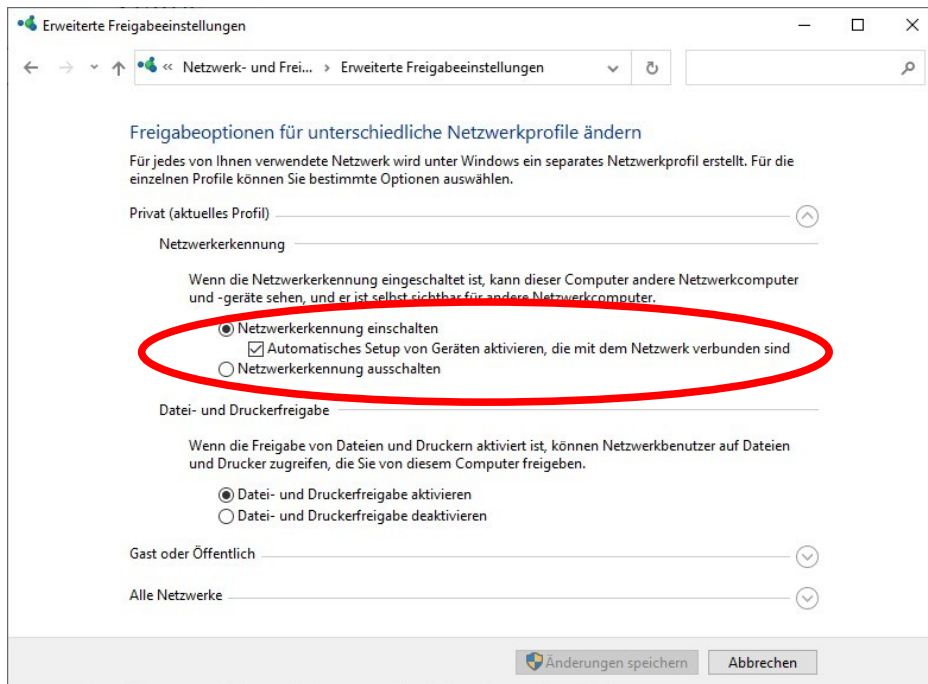 Erweiterte Freigabeeinstellungen
« Netzwerk- und Frei... › Erweiterte Freigabeeinstellungen
Freigabeoptionen für unterschiedliche Netzwerkprofile ändern
Für jedes von Ihnen verwendete Netzwerk wird unter Windows ein separates Netzwerkprofil erstellt. Für die
einzelnen Profile können Sie bestimmte Optionen auswählen.
Privat (aktuelles Profil)
Netzwerkerkennung
Wenn die Netzwerkerkennung eingeschaltet ist, kann dieser Computer andere Netzwerkcomputer
und -geräte sehen, und er ist selbst sichtbar für andere Netzwerkcomputer.
Netzwerkerkennung einschalten
Automatisches Setup von Geräten aktivieren, die mit dem Netzwerk verbunden sind
Netzwerkerkennung ausschalten
Datei- und Druckerfreigabe
Wenn die Freigabe von Dateien und Druckern aktiviert ist, können Netzwerkbenutzer auf Dateien
und Drucker zugreifen, die Sie von diesem Computer freigeben.
Datei- und Druckerfreigabe aktivieren
Datei- und Druckerfreigabe deaktivieren
Gast oder Öffentlich
Alle Netzwerke
Änderungen speichern Abbrechen